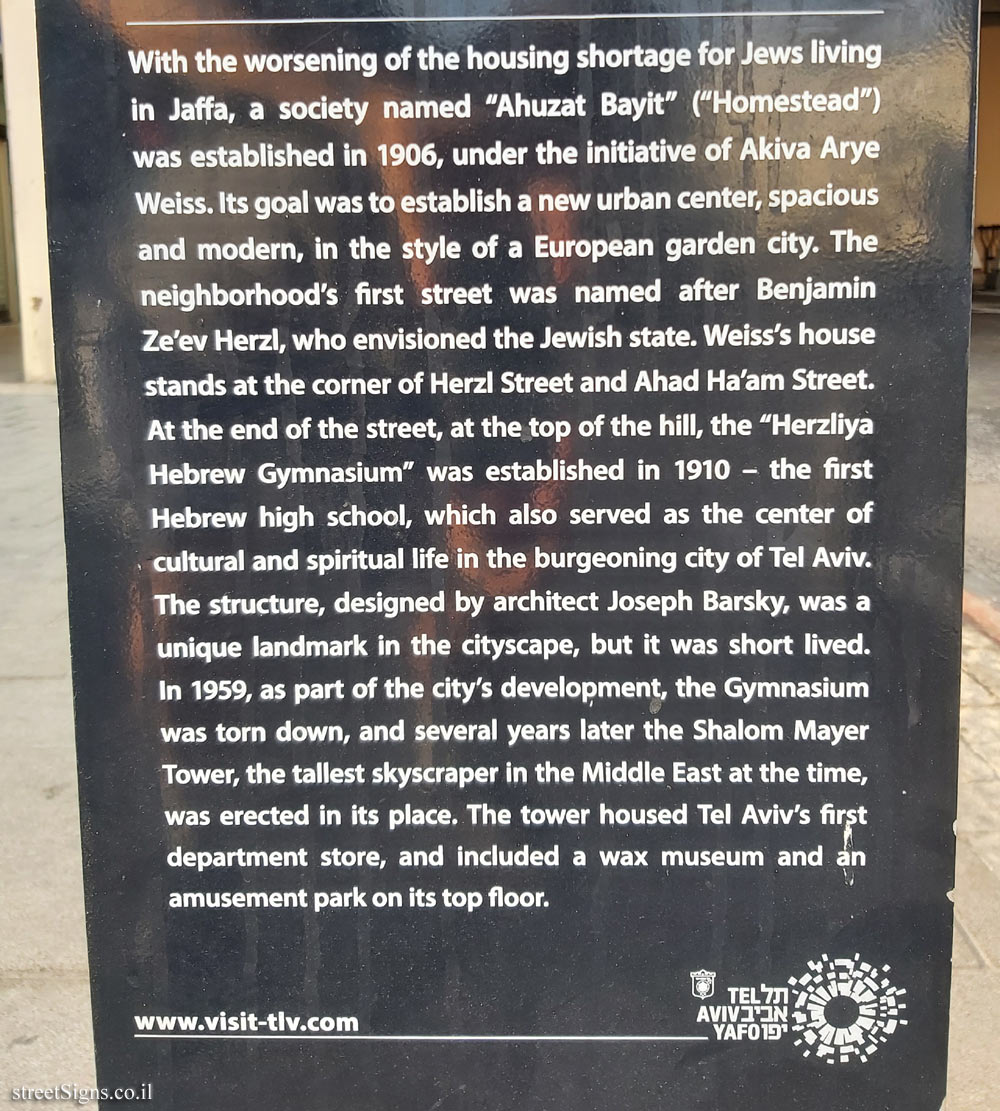 With the worsening of the housing shortage for Jews living
in Jaffa, a society named “Ahuzat Bayit” (“Homestead”)
was established in 1906, under the initiative of Akiva Arye
Weiss. Its goal was to establish a new urban center, spacious
and modern, in the style of a European garden city. The
neighborhood’s first street was named after Benjamin
Ze’ev Herzl, who envisioned the Jewish state. Weiss’s house
stands at the corner of Herzl Street and Ahad Ha’am Street.
At the end of the street, at the top of the hill, the “Herzliya
Hebrew Gymnasium” was established in 1910 – the first
Hebrew high school, which also served as the center of
cultural and spiritual life in the burgeoning city of Tel Aviv.
The structure, designed by architect Joseph Barsky, was a
unique landmark in the cityscape, but it was short lived.
In 1959, as part of the city’s development, the Gymnasium
was torn down, and several years later the Shalom Mayer
Tower, the tallest skyscraper in the Middle East at the time,
was erected in its place. The tower housed Tel Aviv’s first
department store, and included a wax museum and an
amusement park on its top floor.
www.visit-tlv.com
TEL תל
AVIV אביב
YAFO יפו
streetSigns.co.il